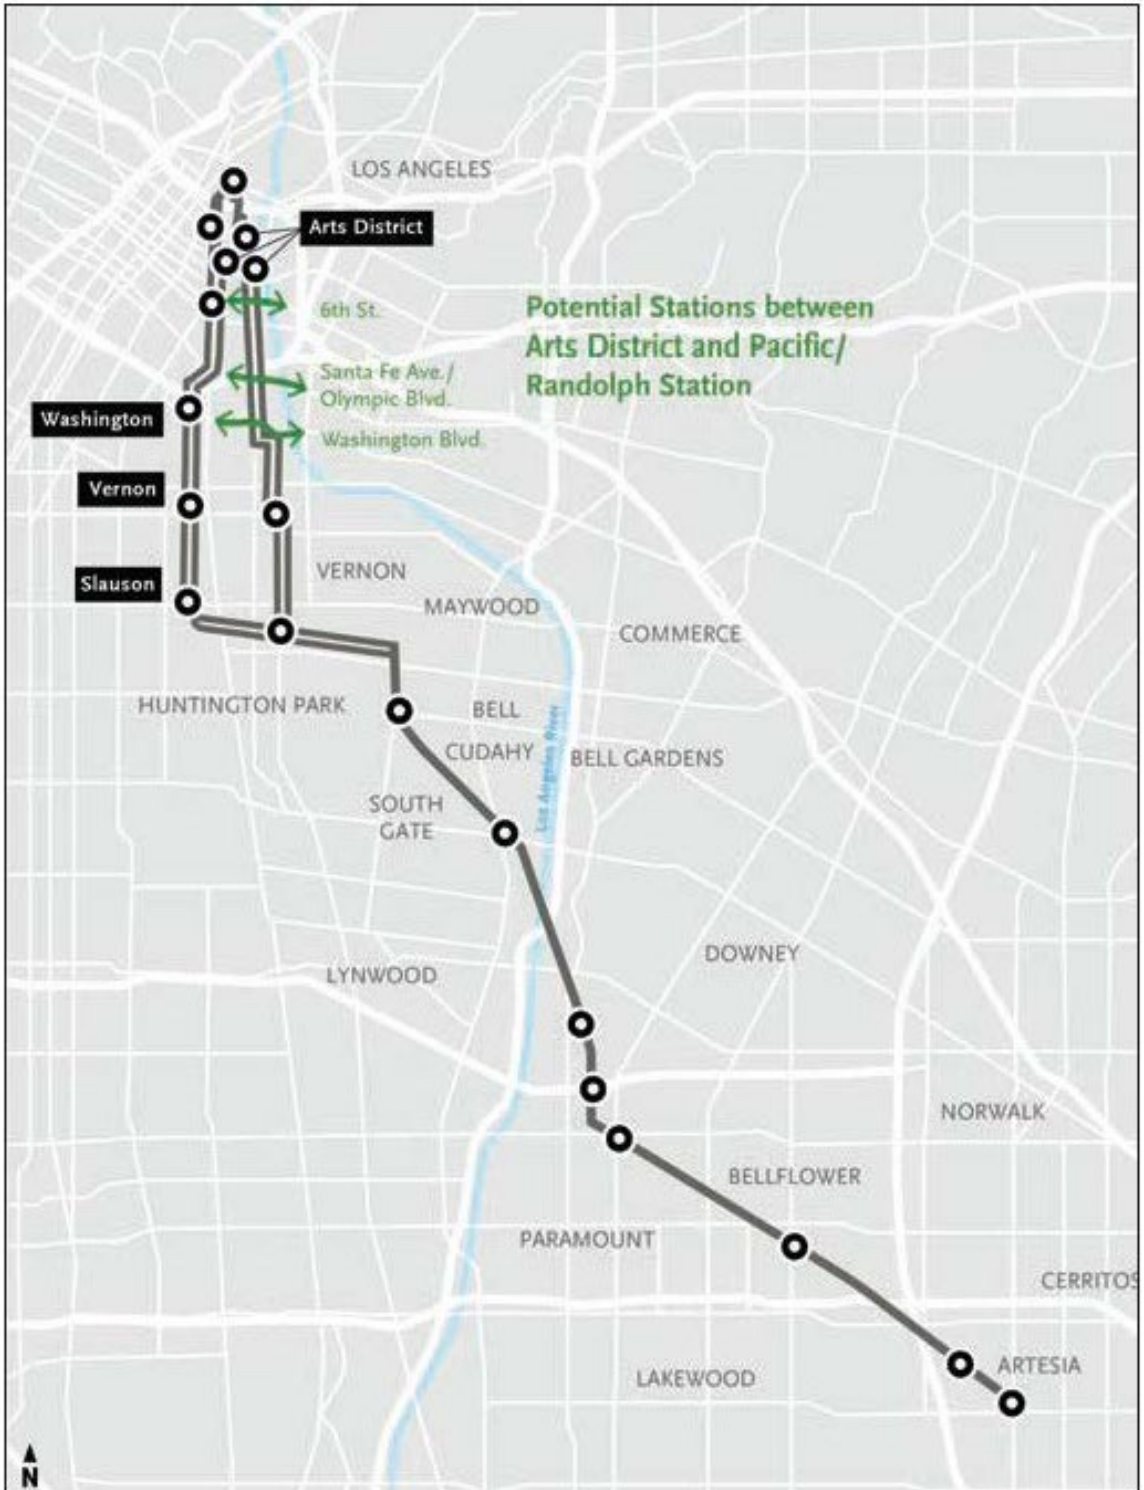 LOS ANGELES
Arts District
6th St.
Potential Stations between
Arts District and Pacific/
Randolph Station
Santa Fe Ave./
Olympic Blvd.
Washington
Washington Blvd.
Vernon
VERNON
Slauson
MAYWOOD
COMMERCE
HUNTINGTON PARK
BELL
CUDAHY
BELL GARDENS
Los Angeles River
SOUTH
GATE
DOWNEY
LYNWOOD
NORWALK
BELLFLOWER
PARAMOUNT
CERRITOS
ARTESIA
LAKEWOOD
N